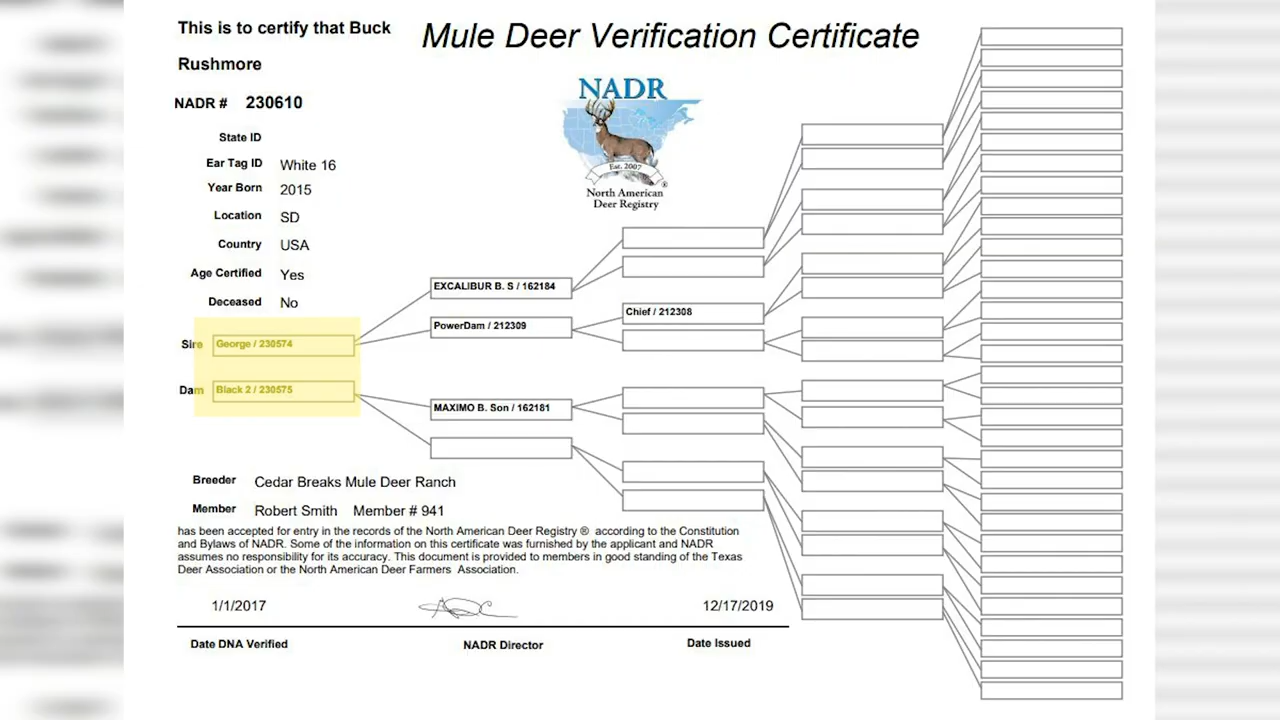 This is to certify that Buck
Mule Deer Verification Certificate
Rushmore
NADR # 230610
NADR
Est. 2007
®
North American
Deer Registry
State ID
Ear Tag ID White 16
Year Born 2015
Location SD
Country USA
Age Certified Yes
Deceased No
Sire George / 230574
Dam Black 2 / 230575
EXCALIBUR B. S / 162184
PowerDam / 212309
Chief / 212308
MAXIMO B. Son / 162181
Breeder Cedar Breaks Mule Deer Ranch
Member Robert Smith Member # 941
has been accepted for entry in the records of the North American Deer Registry ® according to the Constitution
and Bylaws of NADR. Some of the information on this certificate was furnished by the applicant and NADR
assumes no responsibility for its accuracy. This document is provided to members in good standing of the Texas
Deer Association or the North American Deer Farmers Association.
1/1/2017
12/17/2019
Date DNA Verified
NADR Director
Date Issued